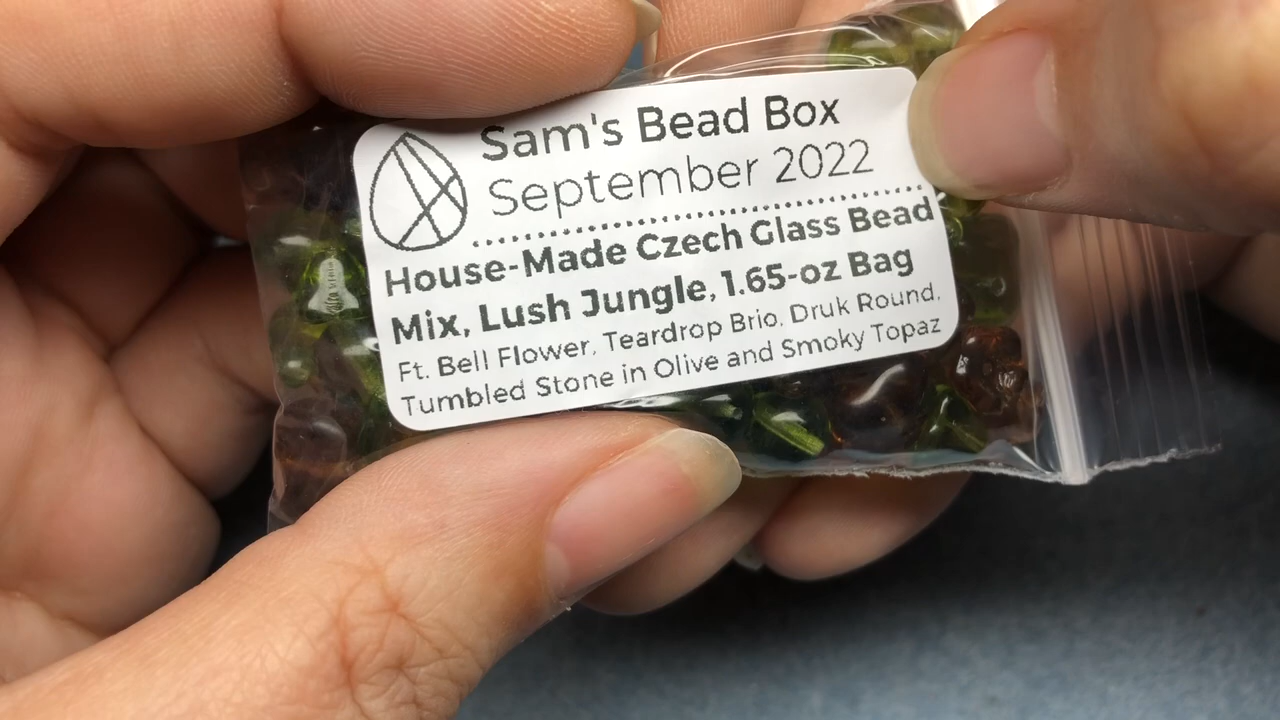 Sam's Bead Box
September 2022
House-Made Czech Glass Bead
Mix, Lush Jungle, 1.65-oz Bag
Ft. Bell Flower, Teardrop Brio, Druk Round,
Tumbled Stone in Olive and Smoky Topaz